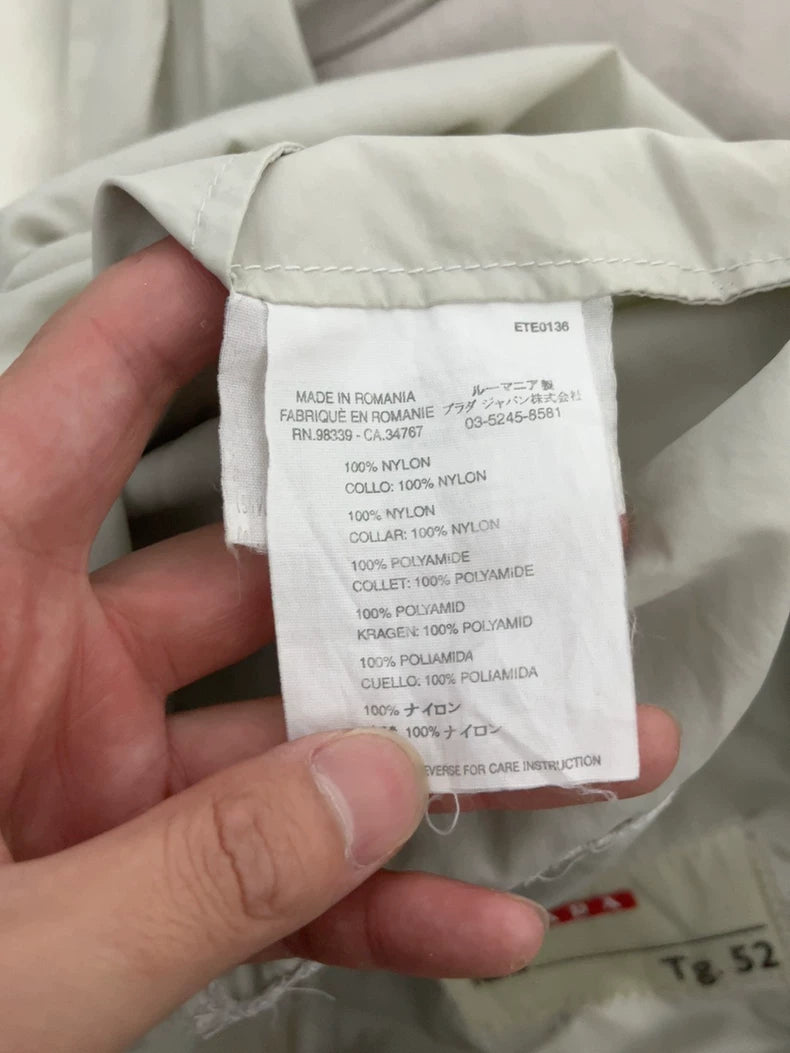 ETE0136
MADE IN ROMANIA
FABRIQUÈ EN ROMANIE
RN.98339 - CA.34767
ルーマニア製
プラダ ジャパン株式会社
03-5245-8581
100% NYLON
COLLO: 100% NYLON
100% NYLON
COLLAR: 100% NYLON
100% POLYAMiDE
COLLET: 100% POLYAMiDE
100% POLYAMID
KRAGEN: 100% POLYAMID
100% POLIAMIDA
CUELLO: 100% POLIAMIDA
100% ナイロン
100% ナイロン
FOR CARE INSTRUCTION
Tg. 52